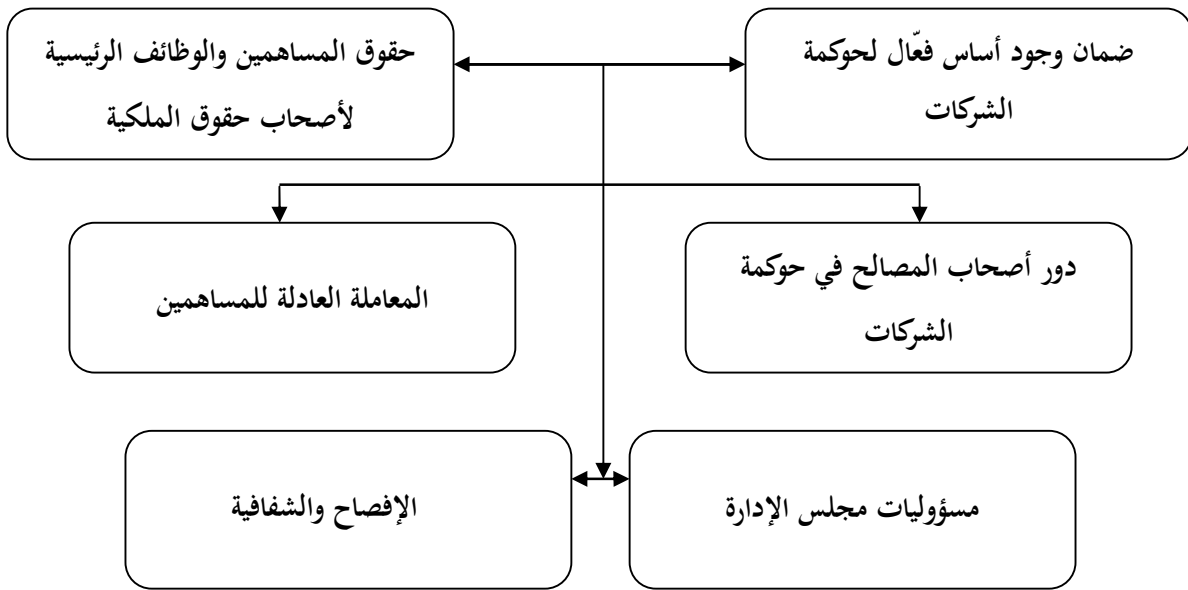 ضمان وجود أساس فعّال لحوكمة
الشركات
حقوق المساهمين والوظائف الرئيسية
لأصحاب حقوق الملكية
دور أصحاب المصالح في حوكمة
الشركات
المعاملة العادلة للمساهمين
مسؤوليات مجلس الإدارة
الإفصاح والشفافية